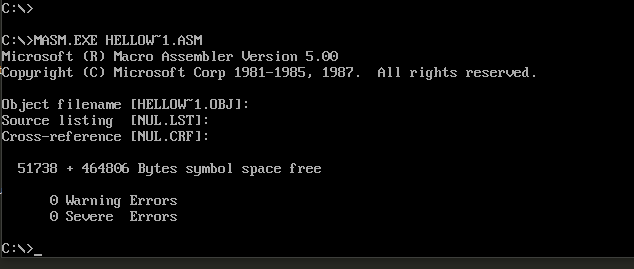 C:\>
C:\>MASM.EXE HELLOW~1.ASM
Microsoft (R) Macro Assembler Version 5.00
Copyright (C) Microsoft Corp 1981-1985, 1987.  All rights reserved.
Object filename [HELLOW~1.OBJ]:
Source listing  [NUL.LST]:
Cross-reference [NUL.CRF]:
  51738 + 464806 Bytes symbol space free
      0 Warning Errors
      0 Severe  Errors
C:\>_